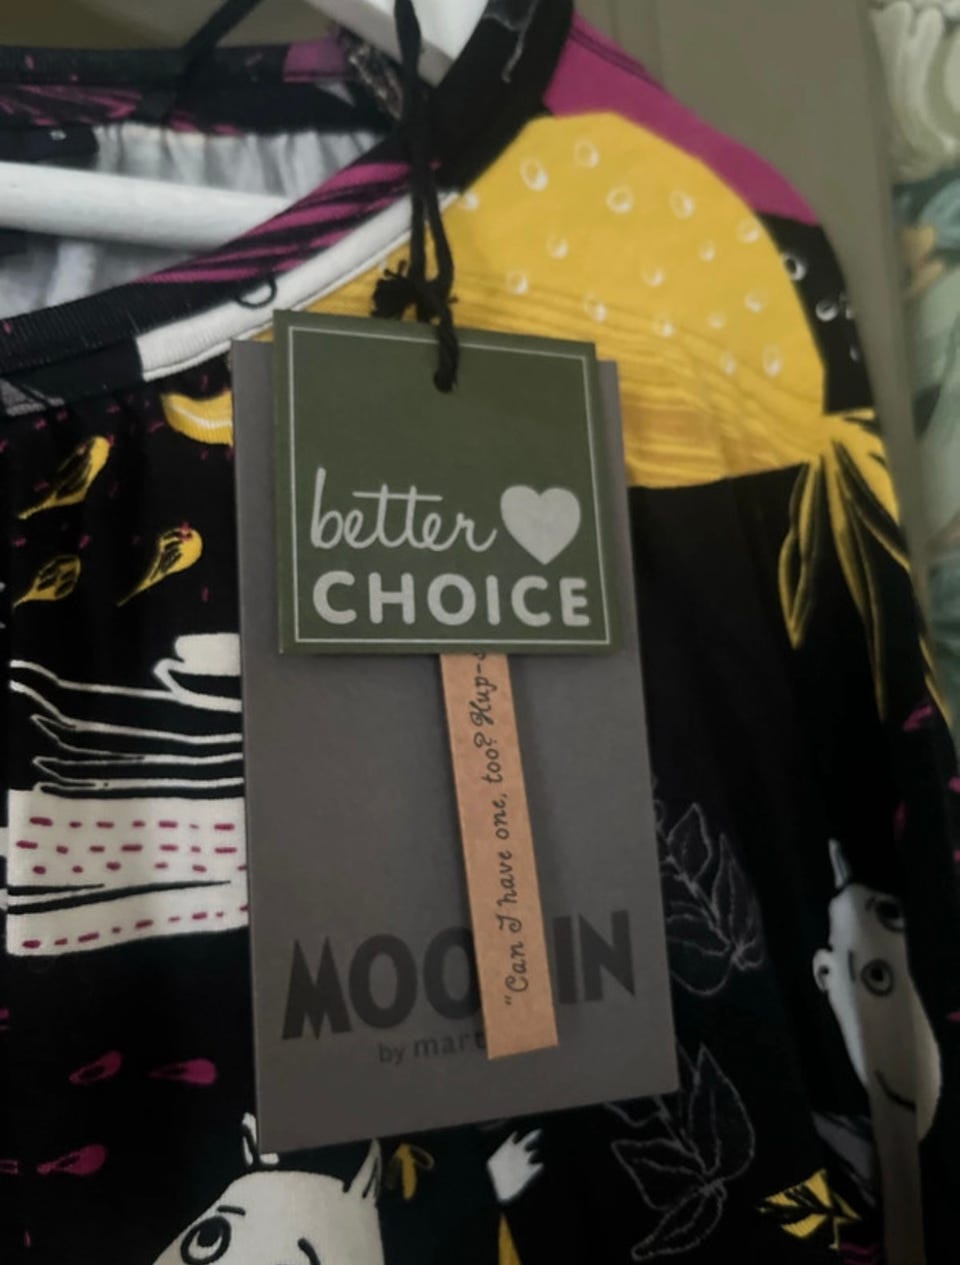 better
CHOICE
"Can I have one, too? Hup-
MOO IN
by mar